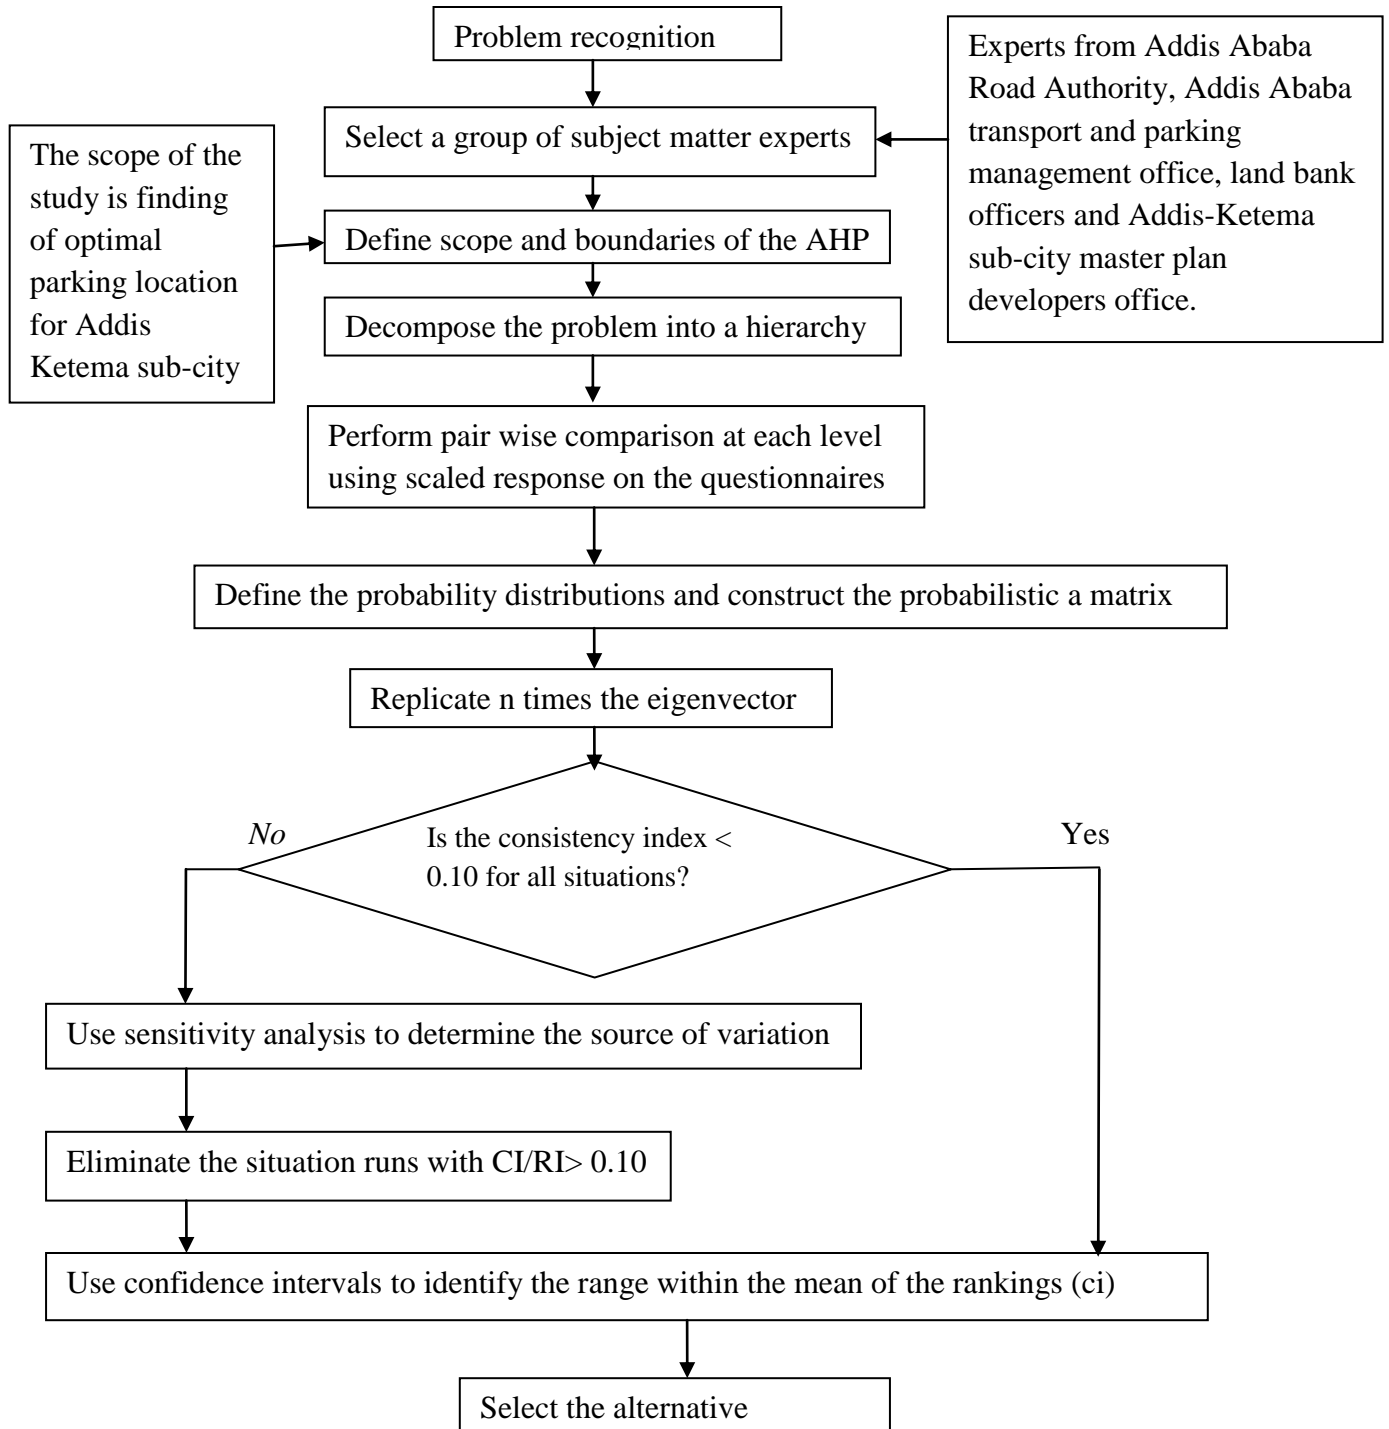 Problem recognition
Experts from Addis Ababa
Road Authority, Addis Ababa
transport and parking
management office, land bank
officers and Addis-Ketema
sub-city master plan
developers office.
Select a group of subject matter experts
The scope of the
study is finding
of optimal
parking location
for Addis
Ketema sub-city
Define scope and boundaries of the AHP
Decompose the problem into a hierarchy
Perform pair wise comparison at each level
using scaled response on the questionnaires
Define the probability distributions and construct the probabilistic a matrix
Replicate n times the eigenvector
No
Is the consistency index <
0.10 for all situations?
Yes
Use sensitivity analysis to determine the source of variation
Eliminate the situation runs with CI/RI> 0.10
Use confidence intervals to identify the range within the mean of the rankings (ci)
Select the alternative